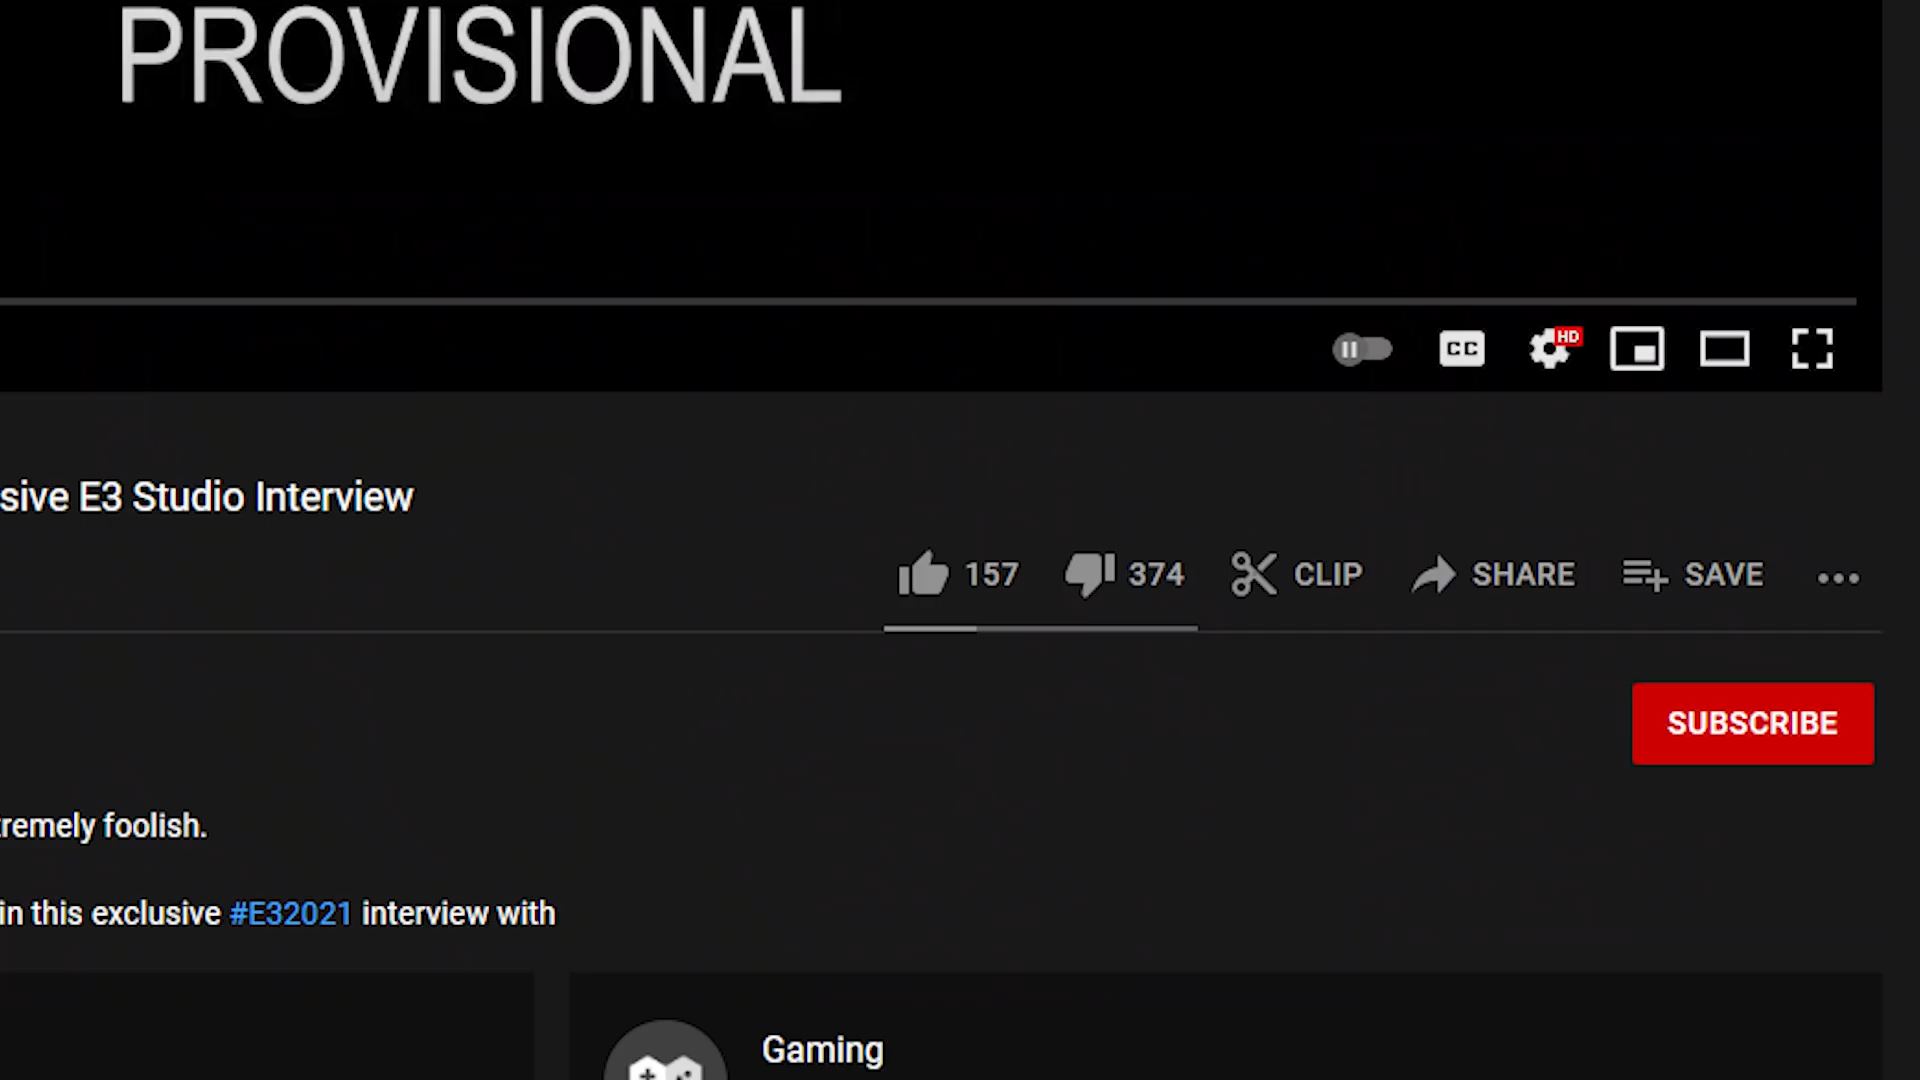 PROVISIONAL
CC HD
sive E3 Studio Interview
157 374 CLIP SHARE SAVE
SUBSCRIBE
remely foolish.
in this exclusive #E32021 interview with
Gaming